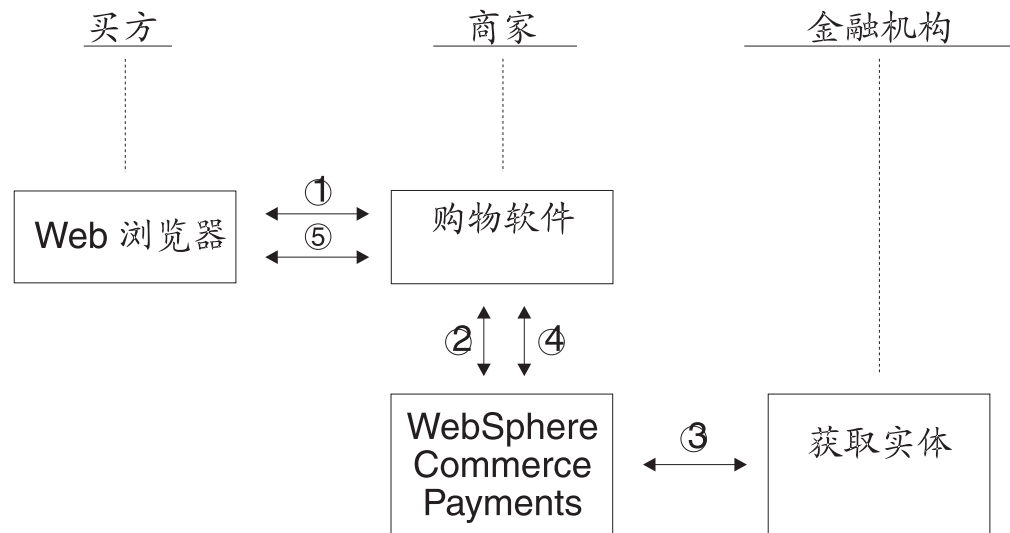 买方 商家 金融机构
① 
Web 浏览器 购物软件
⑤
② ④
WebSphere
Commerce
Payments
③
获取实体